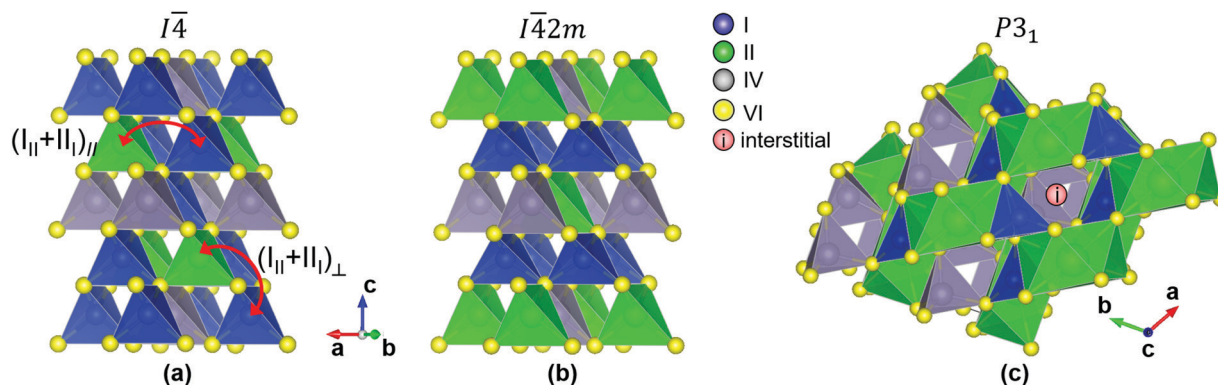 I4̅
I4̅2m
P3₁
I
II
IV
VI
i interstitial
(I_II+II_I)_//
(I_II+II_I)_⊥
i
c
a
b
a
b
c
(a)
(b)
(c)